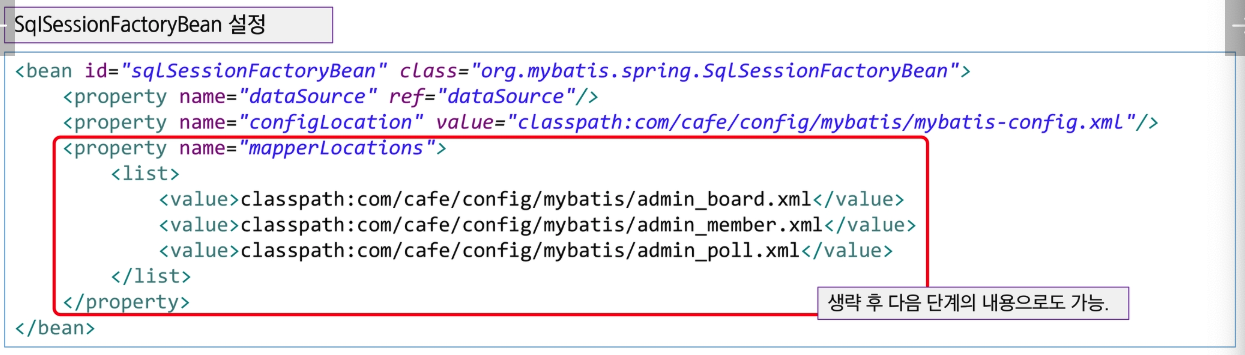 SqlSessionFactoryBean 설정
<bean id="sqlSessionFactoryBean" class="org.mybatis.spring.SqlSessionFactoryBean">
<property name="dataSource" ref="dataSource"/>
<property name="configLocation" value="classpath:com/cafe/config/mybatis/mybatis-config.xml"/>
<property name="mapperLocations">
<list>
<value>classpath:com/cafe/config/mybatis/admin_board.xml</value>
<value>classpath:com/cafe/config/mybatis/admin_member.xml</value>
<value>classpath:com/cafe/config/mybatis/admin_poll.xml</value>
</list>
</property>
생략 후 다음 단계의 내용으로도 가능.
</bean>